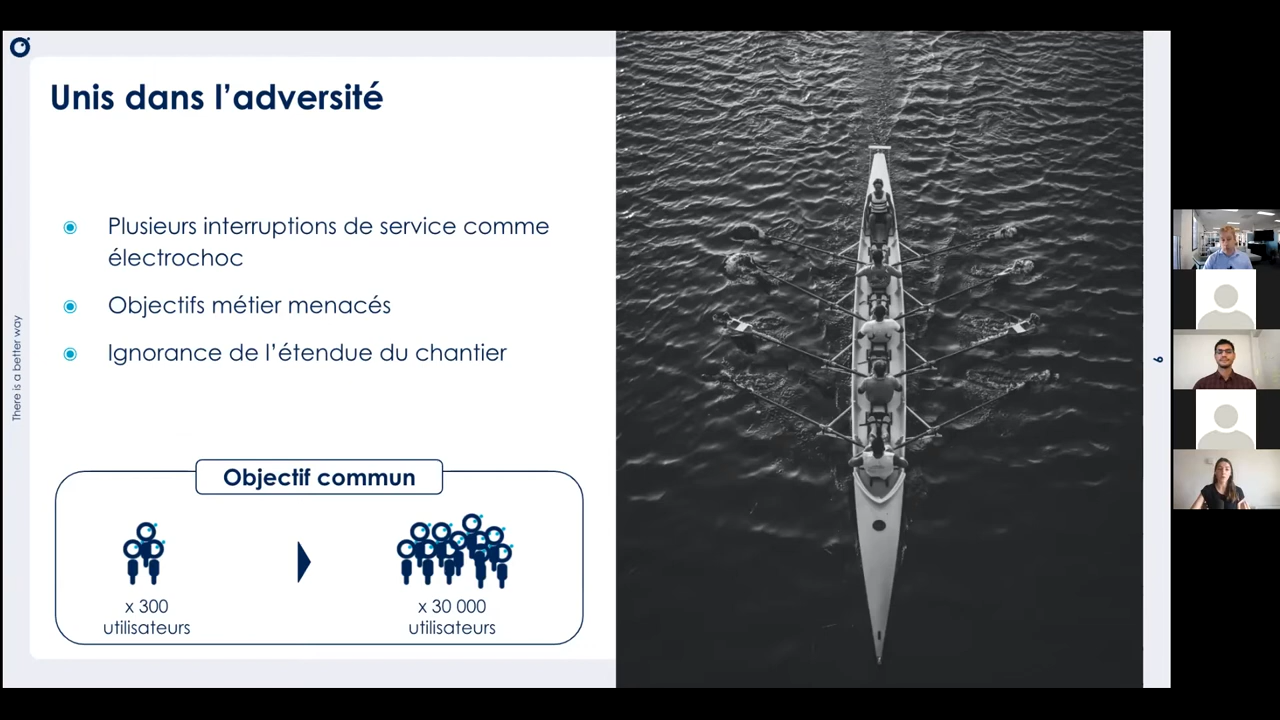 Unis dans l’adversité
Plusieurs interruptions de service comme
électrochoc
Objectifs métier menacés
Ignorance de l’étendue du chantier
Objectif commun
x 300
utilisateurs
x 30 000
utilisateurs
There is a better way
9